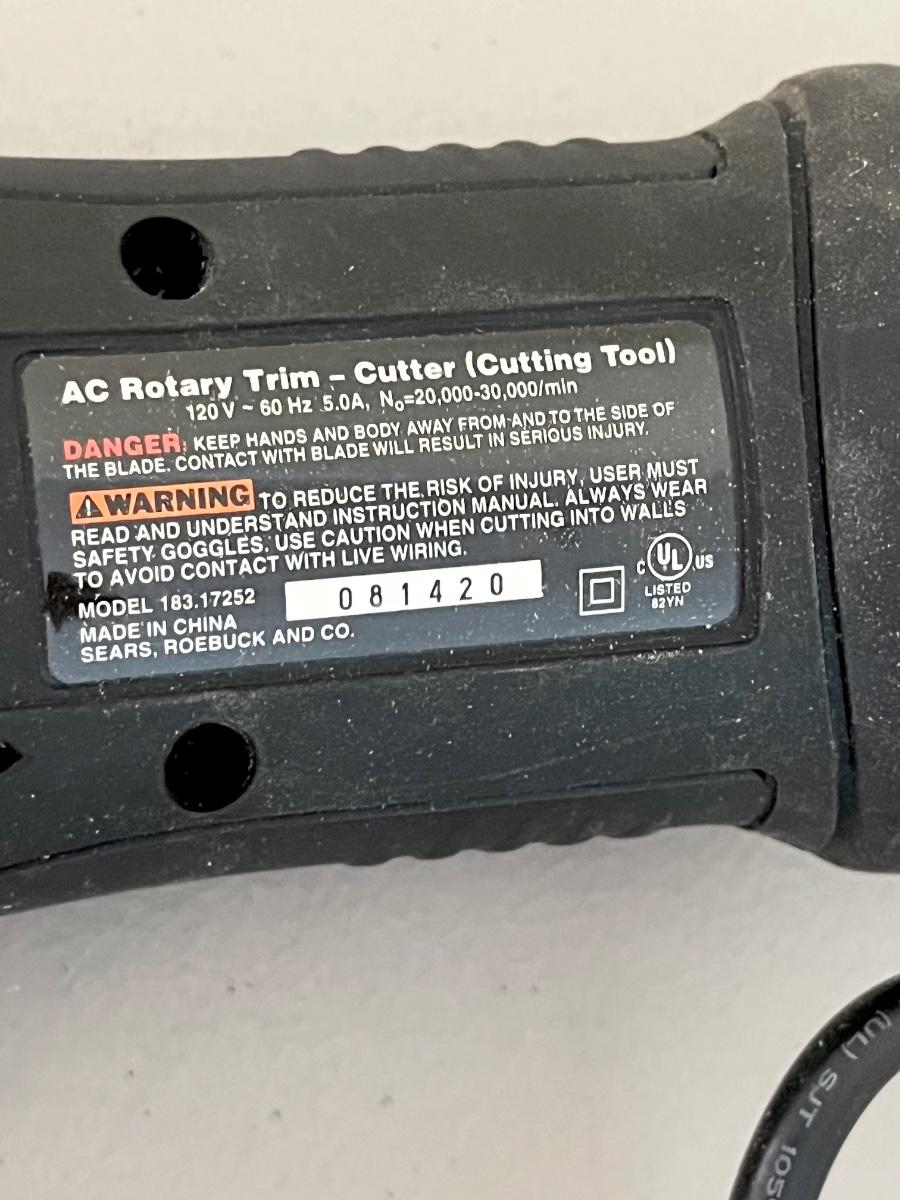 AC Rotary Trim – Cutter (Cutting Tool)
120 V ~ 60 Hz 5.0A, No=20,000-30,000/min
DANGER: KEEP HANDS AND BODY AWAY FROM AND TO THE SIDE OF
THE BLADE. CONTACT WITH BLADE WILL RESULT IN SERIOUS INJURY.
WARNING TO REDUCE THE RISK OF INJURY, USER MUST
READ AND UNDERSTAND INSTRUCTION MANUAL. ALWAYS WEAR
SAFETY GOGGLES. USE CAUTION WHEN CUTTING INTO WALLS
TO AVOID CONTACT WITH LIVE WIRING.
MODEL 183.17252
081420
MADE IN CHINA
SEARS, ROEBUCK AND CO.
C UL US
LISTED
82YN
(UL) SJT 105